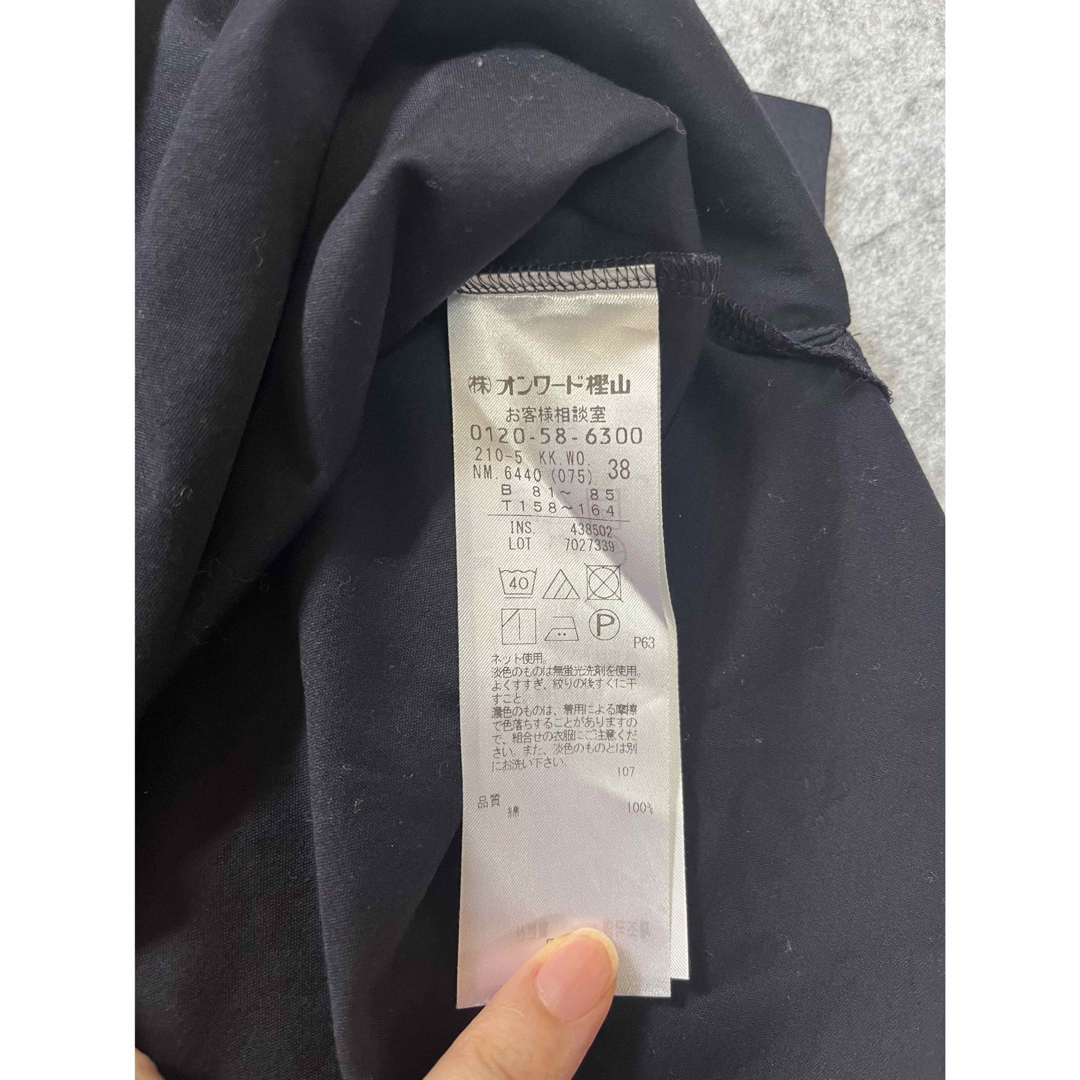 ㈱オンワード樫山
お客様相談室
0120-58-6300
210-5 KK.WO.
NM.6440(075) 38
B 81～ 85
T 158～164
INS. 438502
LOT 7027339
40
P
P63
ネット使用
淡色のものは無蛍光洗剤を使用。
よくすすぎ、絞りの後すぐに干
すこと。
濃色のものは、着用による摩擦
で色落ちすることがありますの
で、組合せの衣服にご注意くだ
さい。また、淡色のものとは別
にお洗い下さい。
107
品質
綿 100%